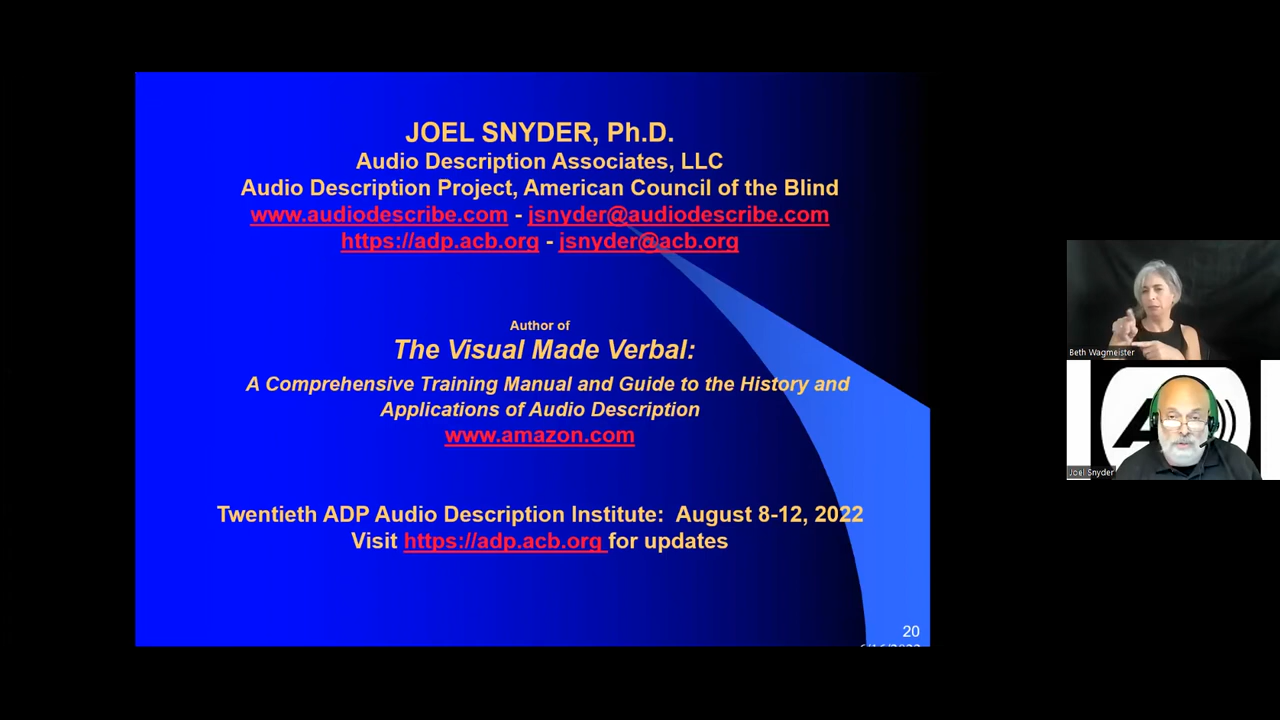 JOEL SNYDER, Ph.D.
Audio Description Associates, LLC
Audio Description Project, American Council of the Blind
www.audiodescribe.com - jsnyder@audiodescribe.com
https://adp.acb.org - jsnyder@acb.org
Author of
The Visual Made Verbal:
A Comprehensive Training Manual and Guide to the History and
Applications of Audio Description
www.amazon.com
Twentieth ADP Audio Description Institute:  August 8-12, 2022
Visit https://adp.acb.org for updates
20
Beth Wagmeister
Joel Snyder